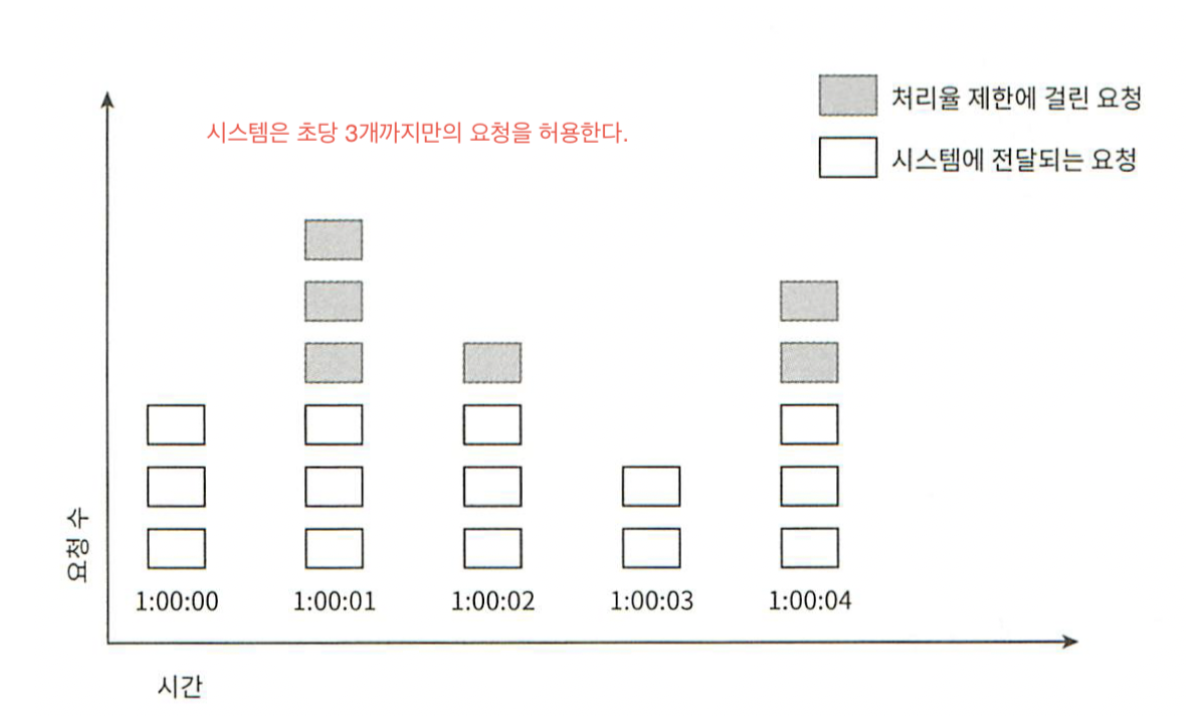 처리율 제한에 걸린 요청
시스템은 초당 3개까지만의 요청을 허용한다.
시스템에 전달되는 요청
요청 수
1:00:00
1:00:01
1:00:02
1:00:03
1:00:04
시간